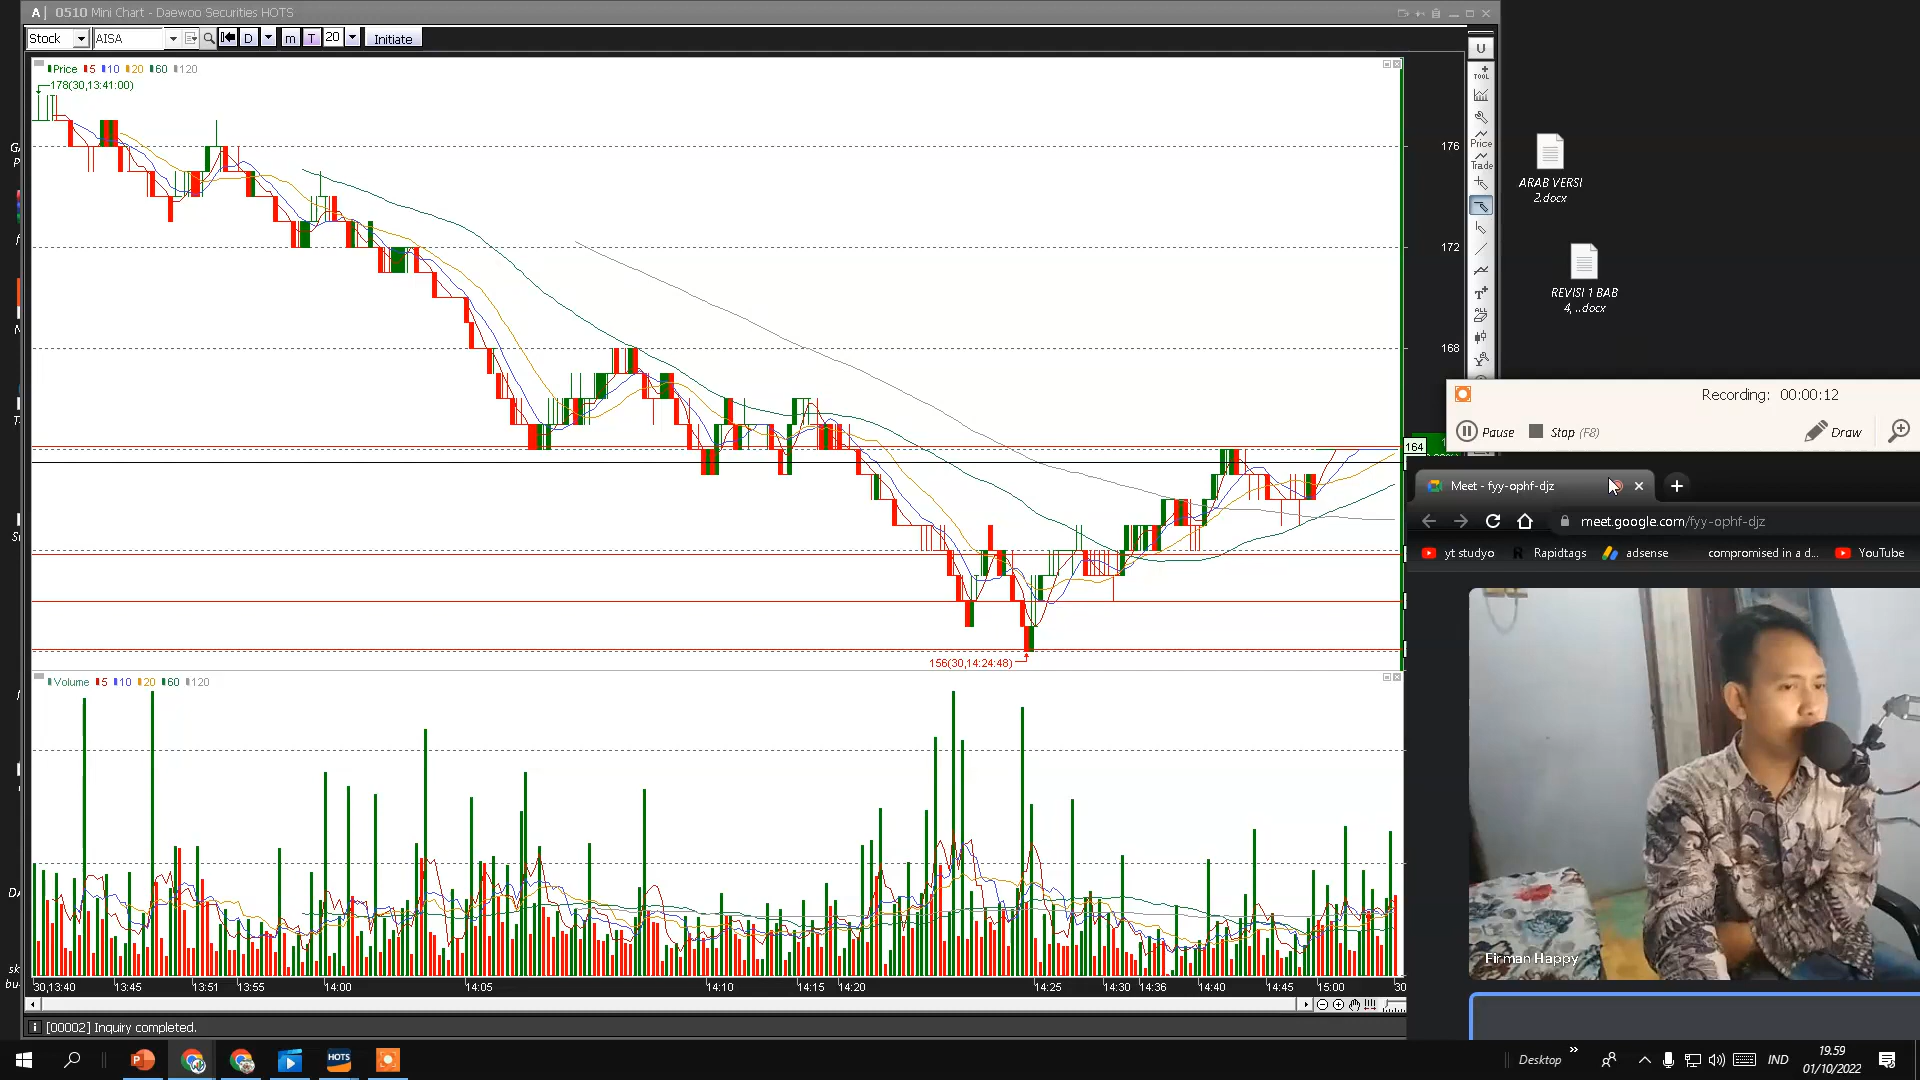 0510 Mini Chart - Daewoo Securities HOTS
Stock AISA D m T 20 Initiate
Price 5 10 20 60 120
178(30,13:41:00)
176
172
168
164
156(30,14:24:48)
Volume 5 10 20 60 120
30,13:40 13:45 13:51 13:55 14:00 14:05 14:10 14:15 14:20 14:25 14:30 14:36 14:40 14:45 15:00 30
[00002] Inquiry completed.
U
TOOL
Price
Trade
ALL
ARAB VERSI
2.docx
REVISI 1 BAB
4, ..docx
Recording: 00:00:12
Pause Stop (F8) Draw
Meet - fyy-ophf-djz
meet.google.com/fyy-ophf-djz
yt studyo Rapidtags adsense compromised in a d... YouTube
Firman Happy
HOTS
Desktop IND
19.59
01/10/2022